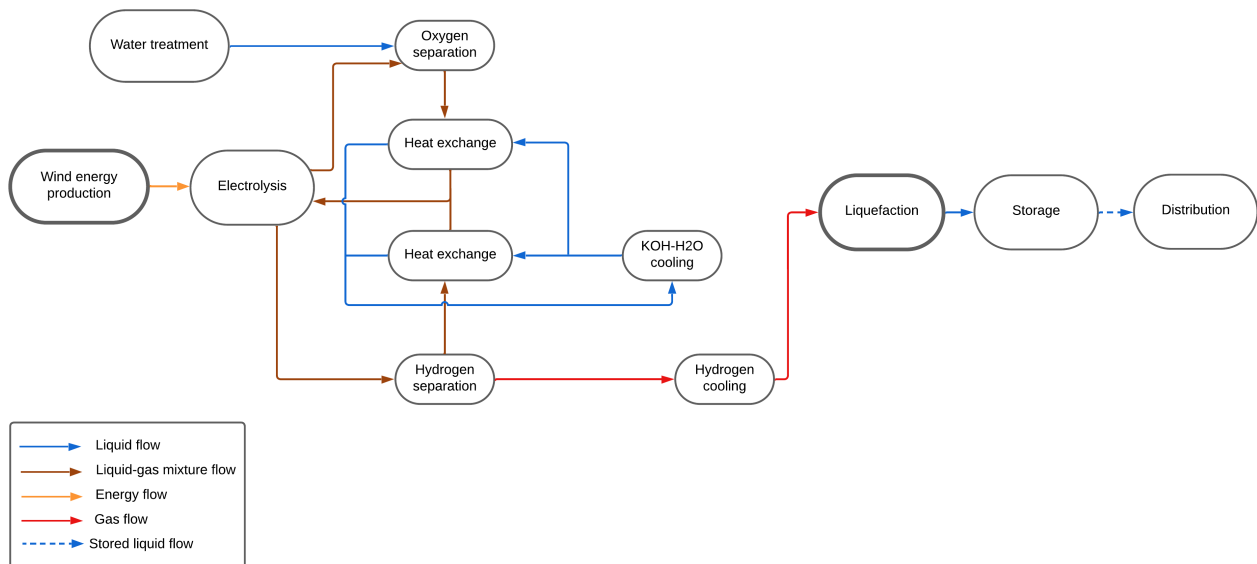 Water treatment
Oxygen
separation
Heat exchange
Wind energy
production
Electrolysis
Liquefaction
Storage
Distribution
Heat exchange
KOH-H2O
cooling
Hydrogen
separation
Hydrogen
cooling
Liquid flow
Liquid-gas mixture flow
Energy flow
Gas flow
Stored liquid flow